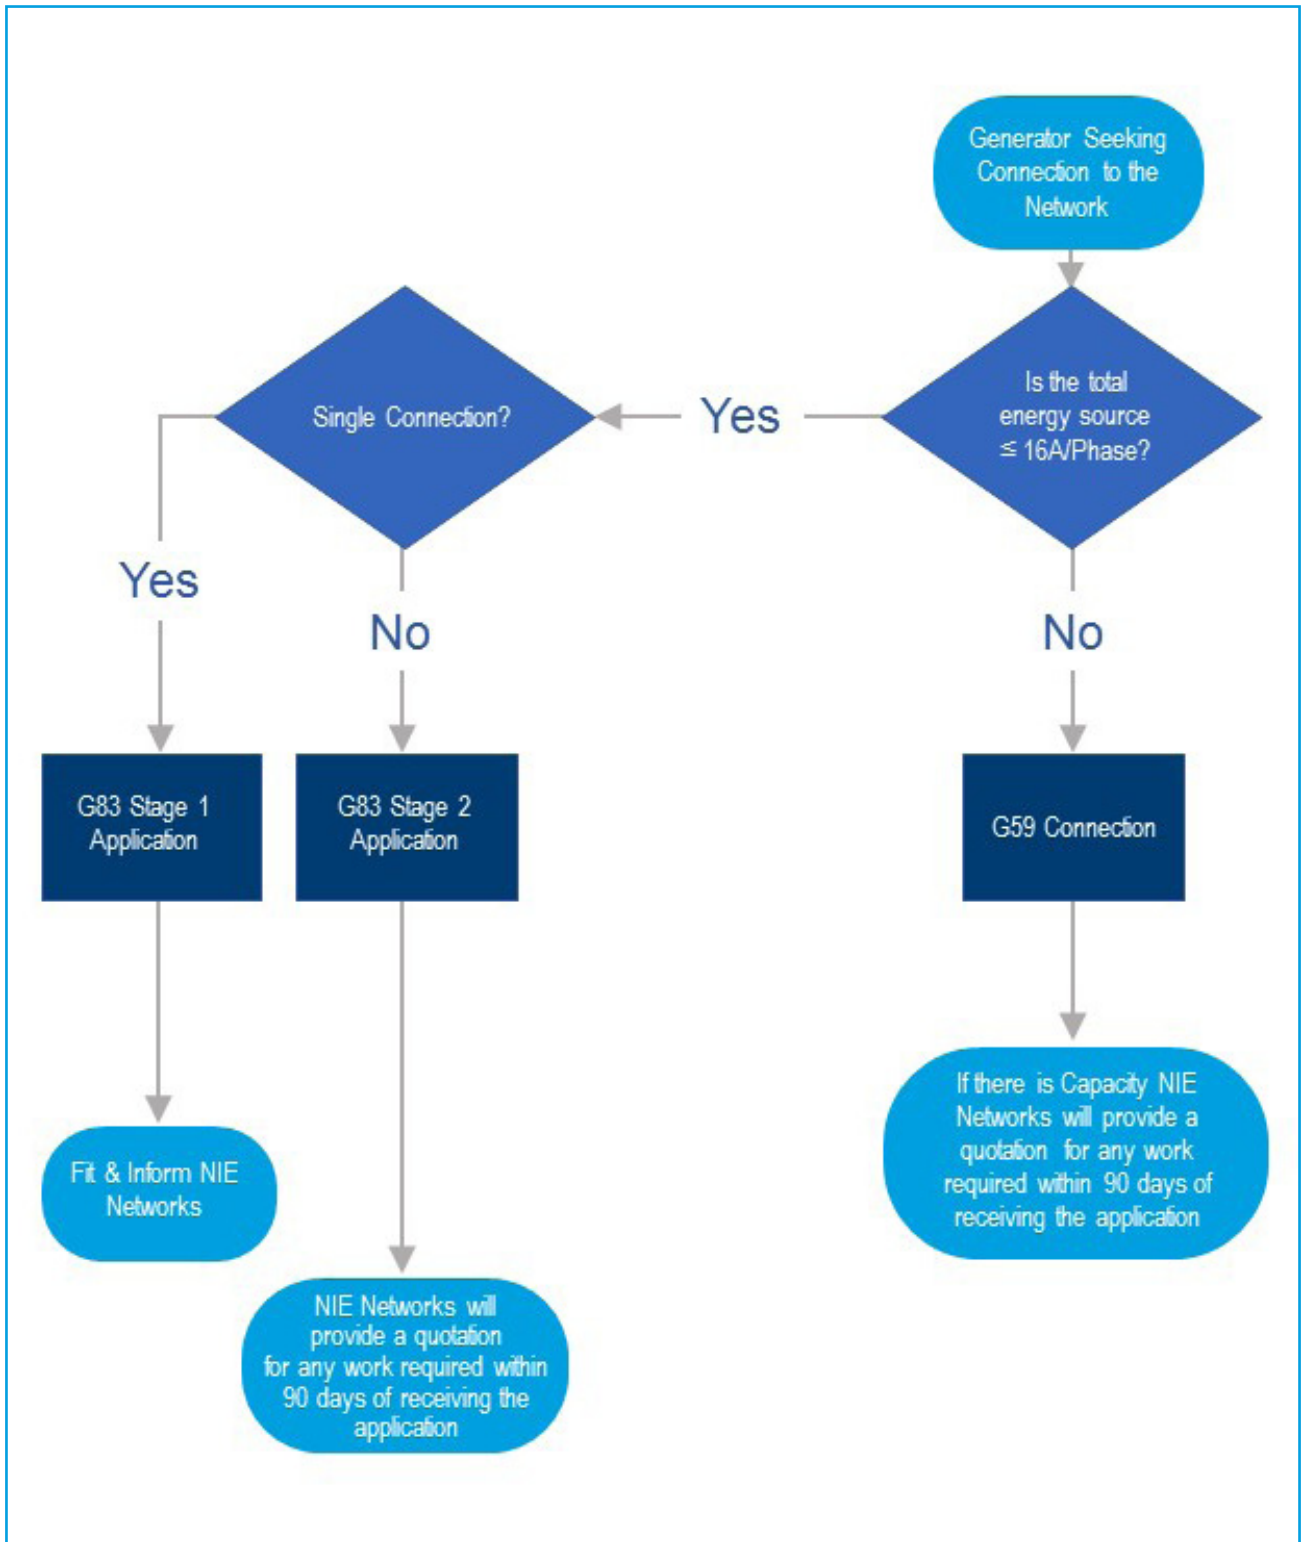 Generator Seeking
Connection to the
Network
Is the total
energy source
≤ 16A/Phase?
Yes
Single Connection?
Yes
No
No
G83 Stage 1
Application
G83 Stage 2
Application
G59 Connection
Fit & Inform NIE
Networks
NIE Networks will
provide a quotation
for any work required within
90 days of receiving the
application
If there is Capacity NIE
Networks will provide a
quotation for any work
required within 90 days of
receiving the application